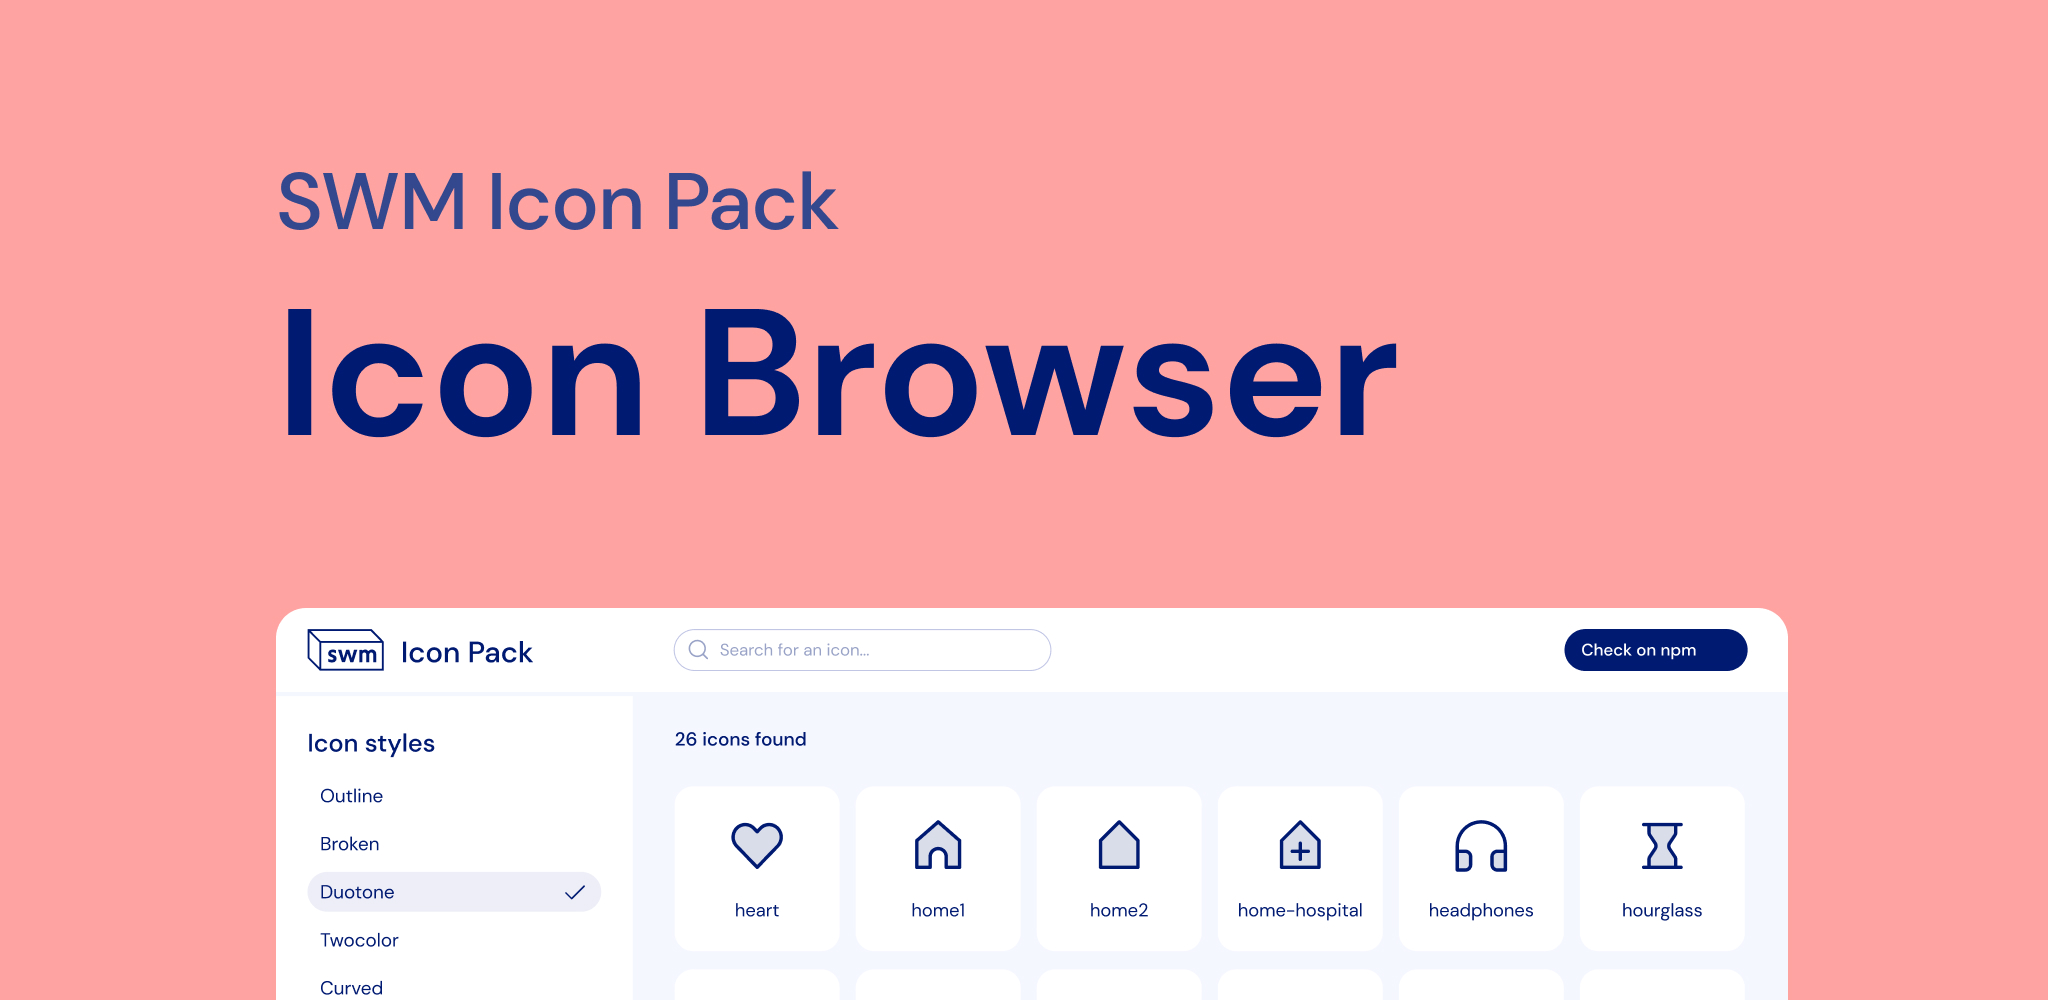 SWM Icon Pack
Icon Browser
swm
Icon Pack
Search for an icon...
Check on npm
Icon styles
Outline
Broken
Duotone
Twocolor
Curved
26 icons found
heart
home1
home2
home-hospital
headphones
hourglass